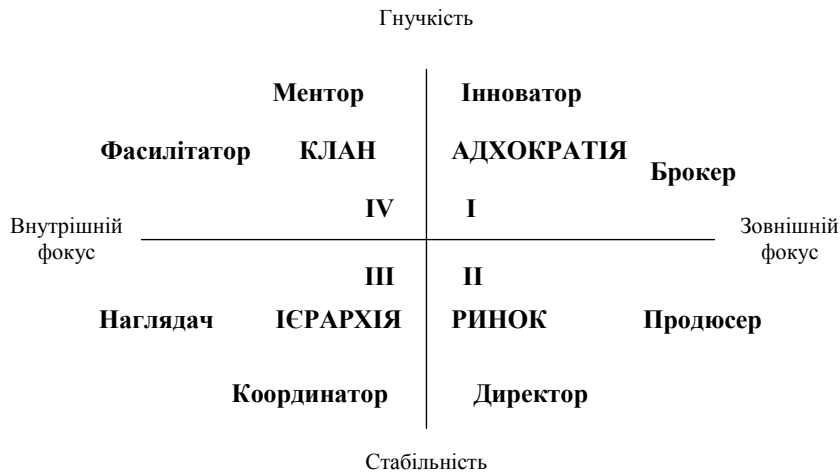 Гнучкість
Ментор Інноватор
Фасилітатор КЛАН АДХОКРАТІЯ
Брокер
IV I
Внутрішній фокус
Зовнішній фокус
III II
Наглядач ІЄРАРХІЯ РИНОК Продюсер
Координатор Директор
Стабільність